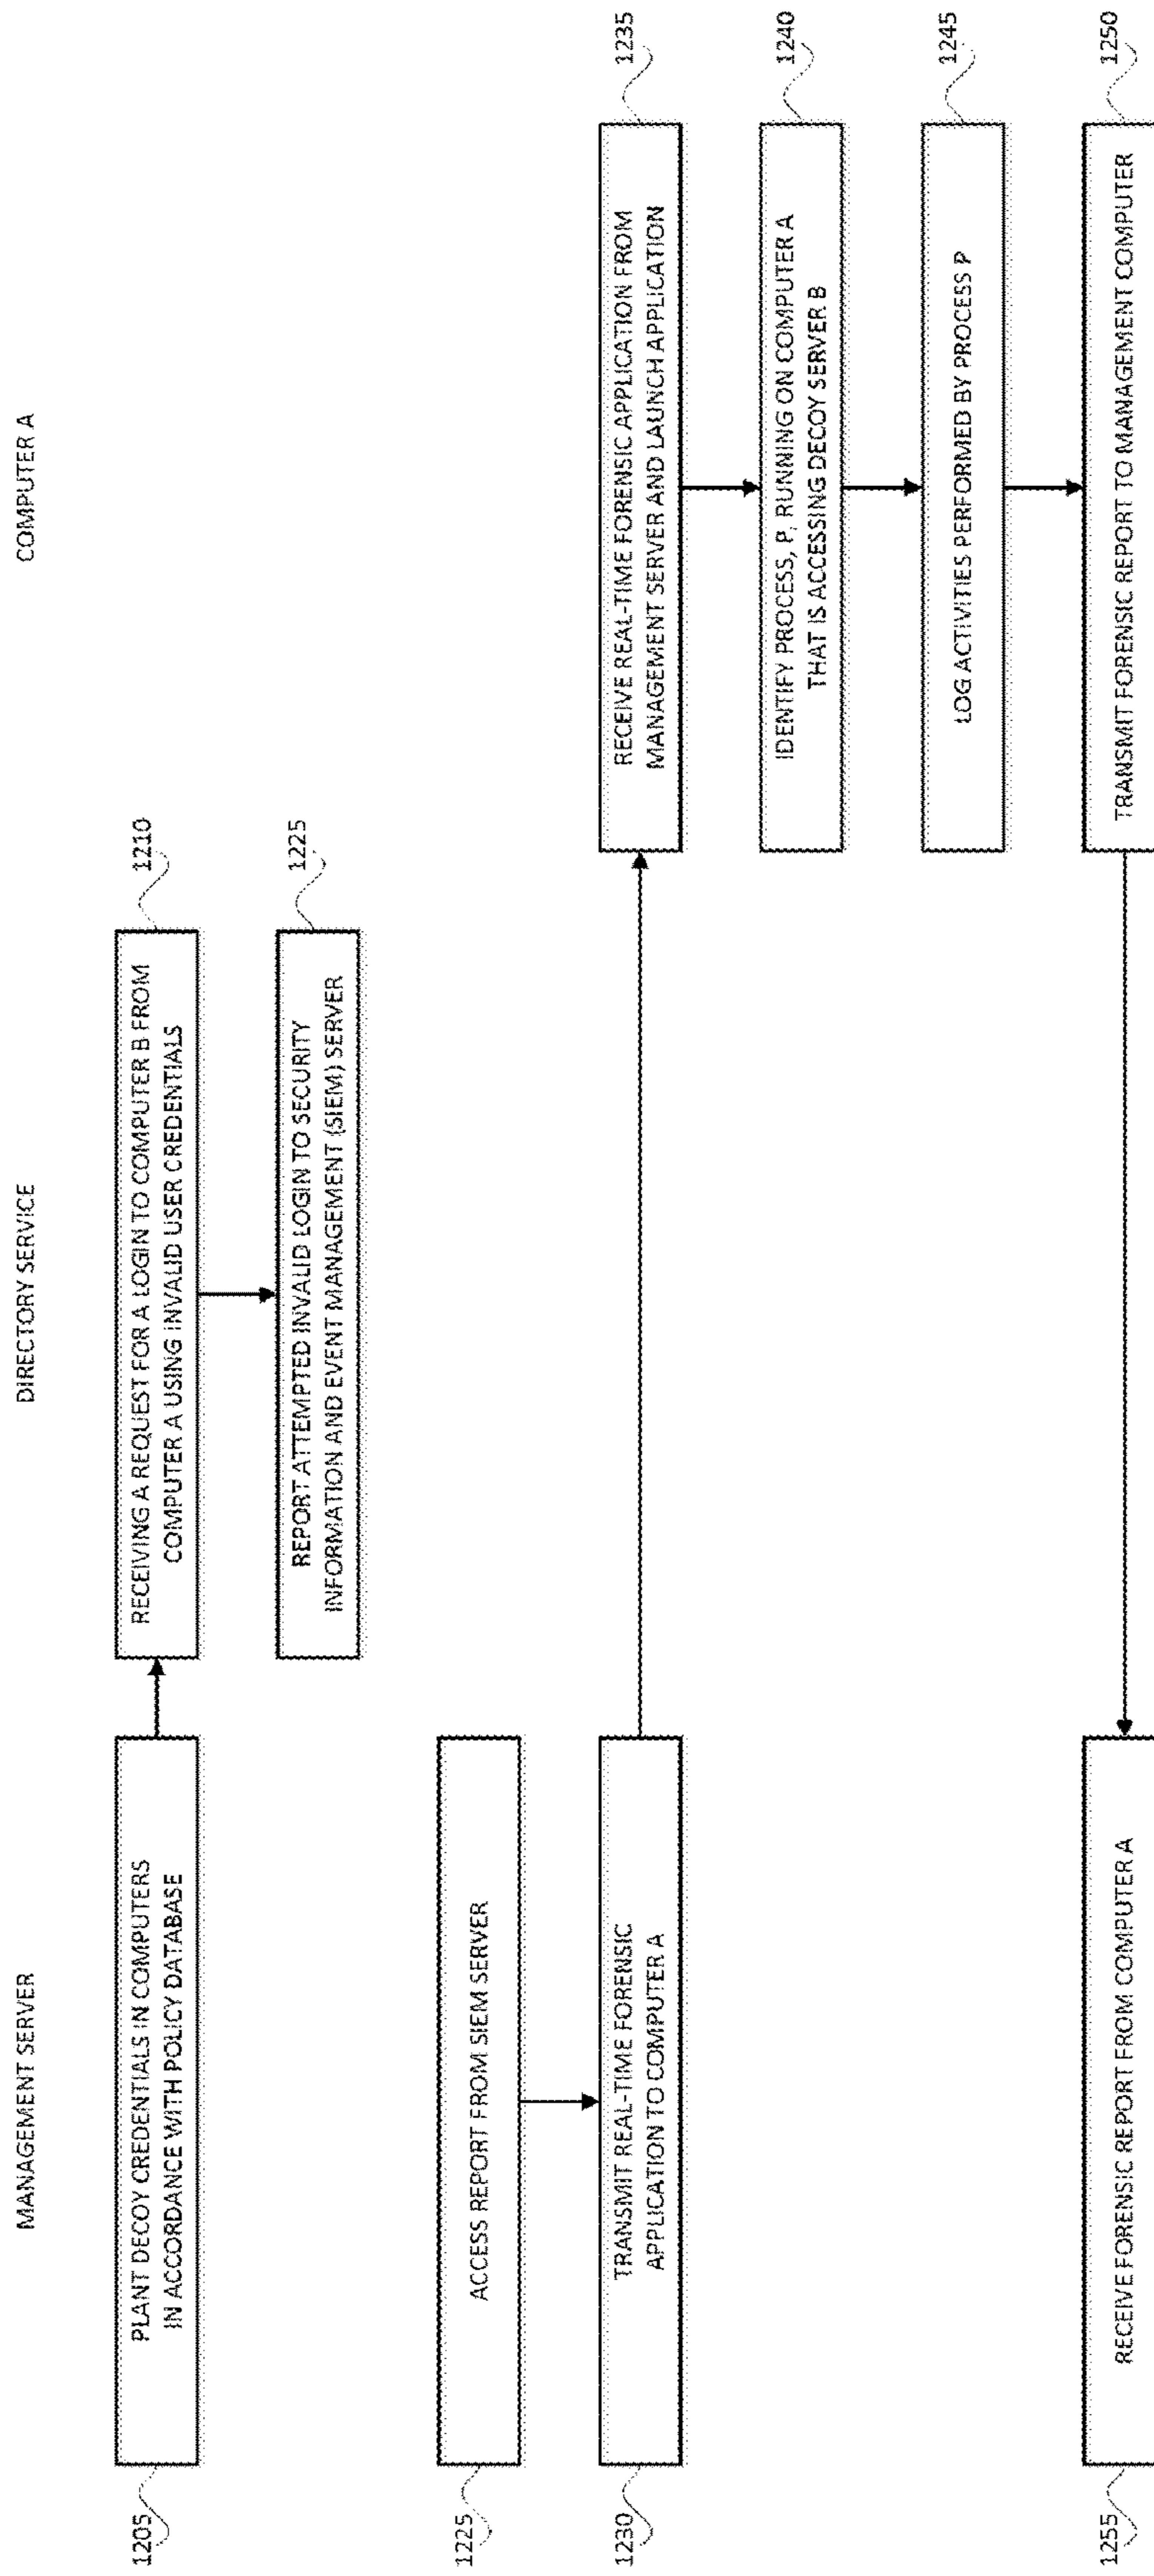 MANAGEMENT SERVER
DIRECTORY SERVICE
COMPUTER A
1205
PLANT DECOY CREDENTIALS IN COMPUTERS
IN ACCORDANCE WITH POLICY DATABASE
RECEIVING A REQUEST FOR A LOGIN TO COMPUTER B FROM
COMPUTER A USING INVALID USER CREDENTIALS
1210
REPORT ATTEMPTED INVALID LOGIN TO SECURITY
INFORMATION AND EVENT MANAGEMENT (SIEM) SERVER
1225
1225
ACCESS REPORT FROM SIEM SERVER
1230
TRANSMIT REAL-TIME FORENSIC
APPLICATION TO COMPUTER A
RECEIVE REAL-TIME FORENSIC APPLICATION FROM
MANAGEMENT SERVER AND LAUNCH APPLICATION
1235
IDENTIFY PROCESS, P, RUNNING ON COMPUTER A
THAT IS ACCESSING DECOY SERVER B
1240
LOG ACTIVITIES PERFORMED BY PROCESS P
1245
TRANSMIT FORENSIC REPORT TO MANAGEMENT COMPUTER
1250
1255
RECEIVE FORENSIC REPORT FROM COMPUTER A